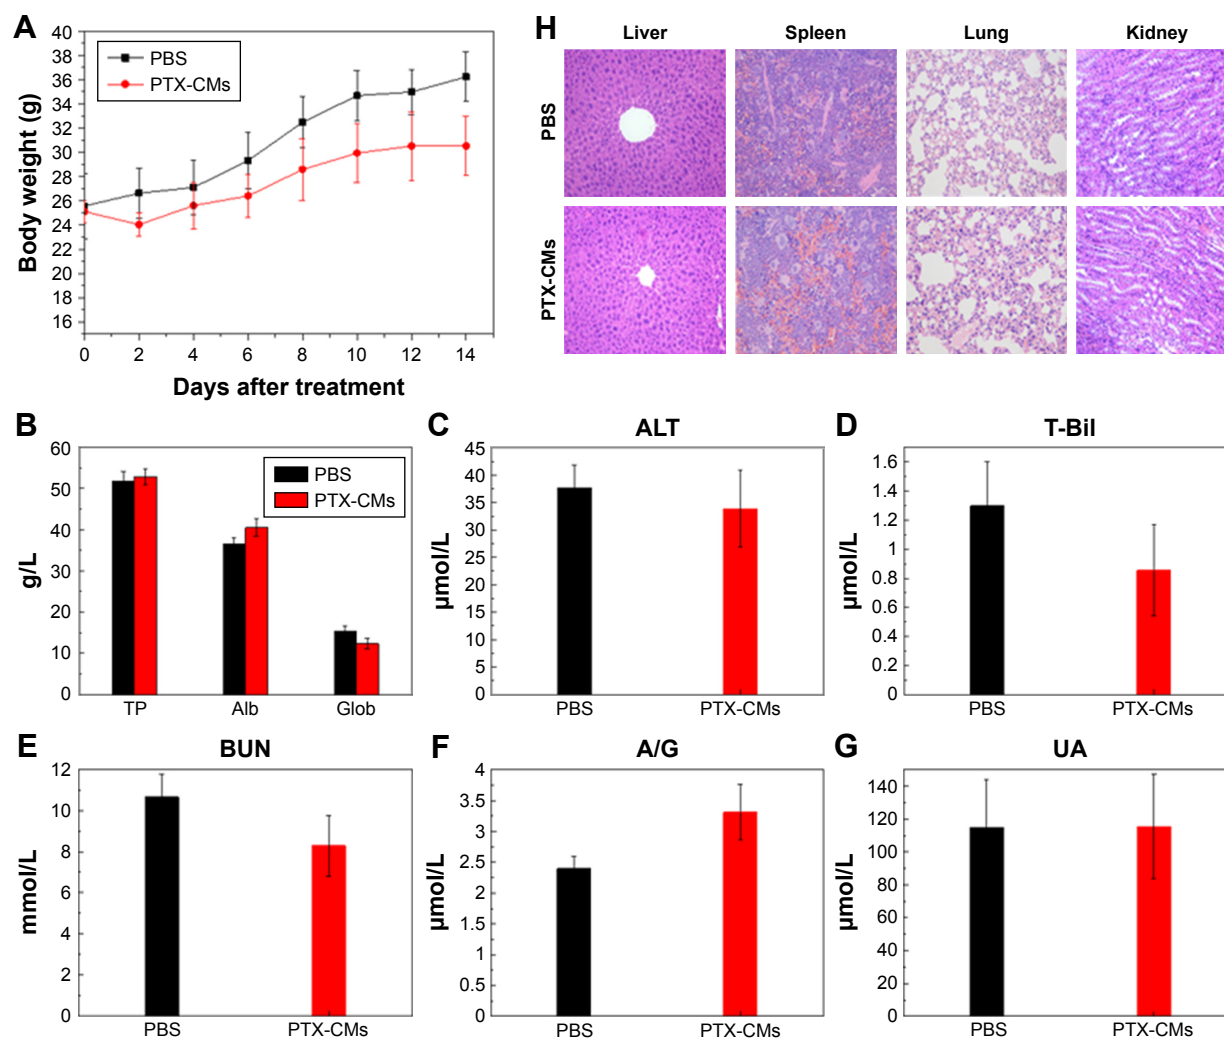 A
40
38
36
34
32
30
28
26
24
22
20
18
16
PBS
PTX-CMs
Body weight (g)
0 2 4 6 8 10 12 14
Days after treatment
H
Liver Spleen Lung Kidney
PBS
PTX-CMs
B
60
50
40
30
20
10
0
g/L
PBS
PTX-CMs
TP Alb Glob
C
ALT
45
40
35
30
25
20
15
10
5
0
µmol/L
PBS PTX-CMs
D
T-Bil
1.6
1.4
1.2
1
0.8
0.6
0.4
0.2
0
µmol/L
PBS PTX-CMs
E
BUN
12
10
8
6
4
2
0
mmol/L
PBS PTX-CMs
F
A/G
4
3.5
3
2.5
2
1.5
1
0.5
0
µmol/L
PBS PTX-CMs
G
UA
140
120
100
80
60
40
20
0
µmol/L
PBS PTX-CMs